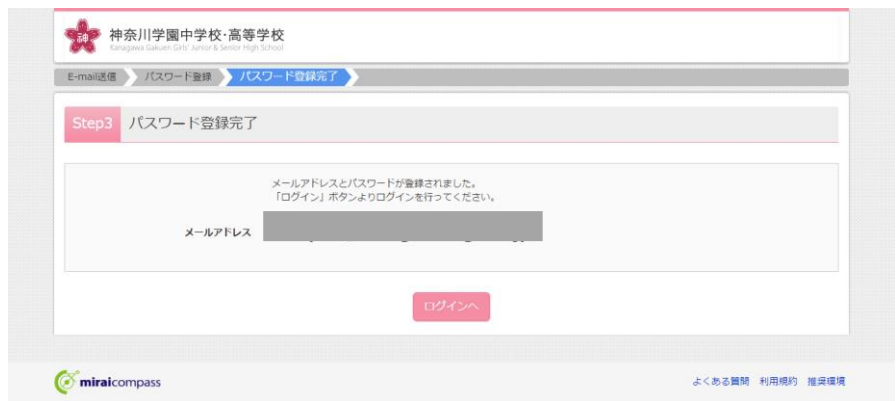 神
神奈川学園中学校・高等学校
Kanagawa Gakuen Girls' Junior & Senior High School
E-mail送信 パスワード登録 パスワード登録完了
Step3 パスワード登録完了
メールアドレスとパスワードが登録されました。
「ログイン」ボタンよりログインを行ってください。
メールアドレス
ログインへ
miraicompass
よくある質問 利用規約 推奨環境